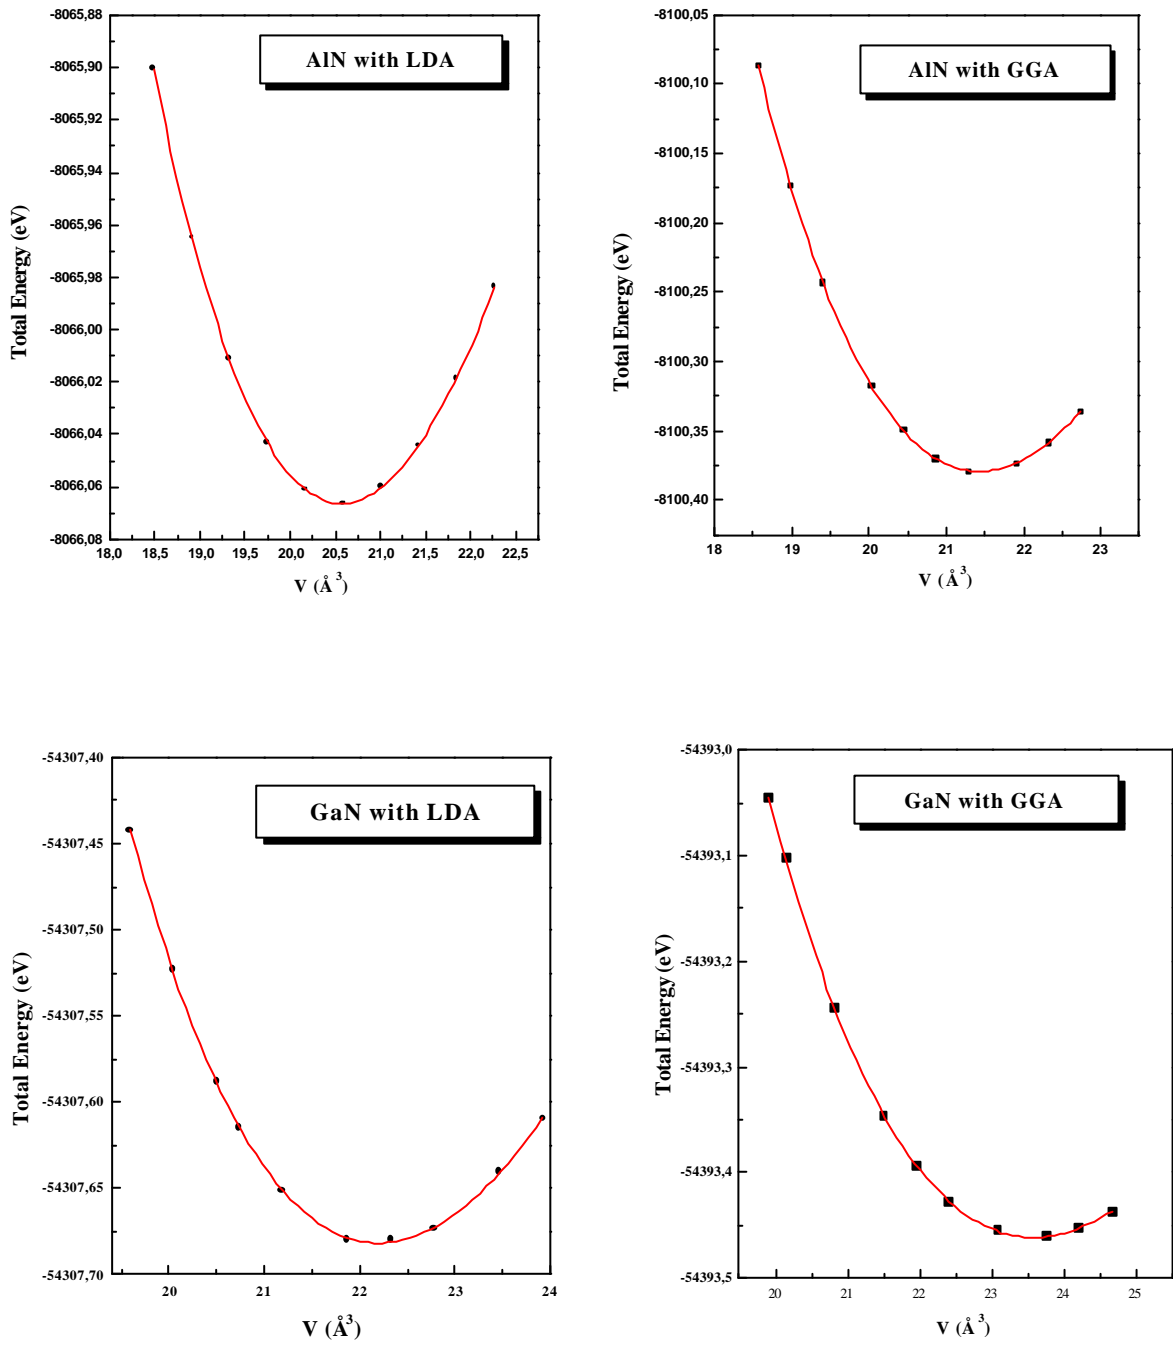 AlN with LDA
Total Energy (eV)
-8065,88
-8065,90
-8065,92
-8065,94
-8065,96
-8065,98
-8066,00
-8066,02
-8066,04
-8066,06
-8066,08
18,0 18,5 19,0 19,5 20,0 20,5 21,0 21,5 22,0 22,5
V (Å³)
AlN with GGA
Total Energy (eV)
-8100,05
-8100,10
-8100,15
-8100,20
-8100,25
-8100,30
-8100,35
-8100,40
18 19 20 21 22 23
V (Å³)
GaN with LDA
Total Energy (eV)
-54307,40
-54307,45
-54307,50
-54307,55
-54307,60
-54307,65
-54307,70
20 21 22 23 24
V (Å³)
GaN with GGA
Total Energy (eV)
-54393,0
-54393,1
-54393,2
-54393,3
-54393,4
-54393,5
20 21 22 23 24 25
V (Å³)